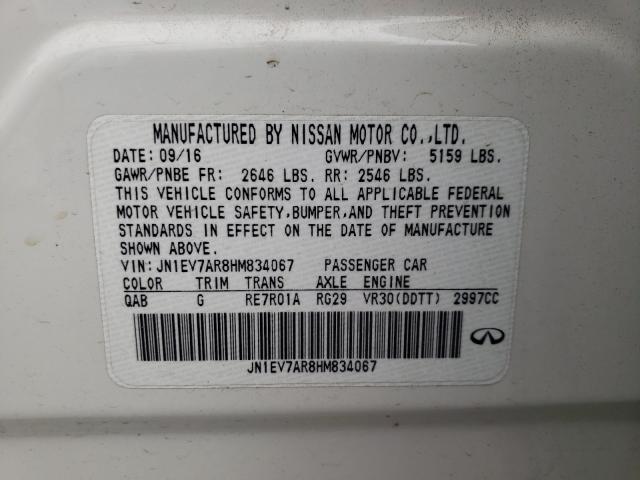 MANUFACTURED BY NISSAN MOTOR CO.,LTD.
DATE: 09/16 GVWR/PNBV: 5159 LBS.
GAWR/PNBE FR: 2646 LBS. RR: 2546 LBS.
THIS VEHICLE CONFORMS TO ALL APPLICABLE FEDERAL
MOTOR VEHICLE SAFETY,BUMPER,AND THEFT PREVENTION
STANDARDS IN EFFECT ON THE DATE OF MANUFACTURE
SHOWN ABOVE.
VIN:JN1EV7AR8HM834067 PASSENGER CAR
COLOR TRIM TRANS AXLE ENGINE
QAB G RE7R01A RG29 VR30(DDTT) 2997CC
JN1EV7AR8HM834067